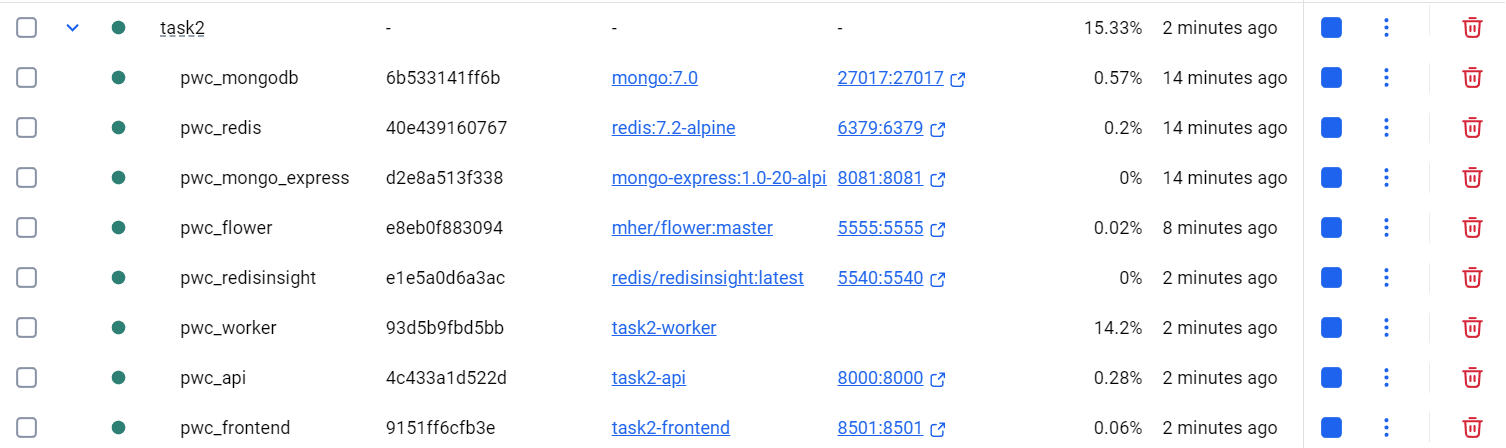 task2 - - - 15.33% 2 minutes ago
pwc_mongodb 6b533141ff6b mongo:7.0 27017:27017 0.57% 14 minutes ago
pwc_redis 40e439160767 redis:7.2-alpine 6379:6379 0.2% 14 minutes ago
pwc_mongo_express d2e8a513f338 mongo-express:1.0-20-alpi 8081:8081 0% 14 minutes ago
pwc_flower e8eb0f883094 mher/flower:master 5555:5555 0.02% 8 minutes ago
pwc_redisinsight e1e5a0d6a3ac redis/redisinsight:latest 5540:5540 0% 2 minutes ago
pwc_worker 93d5b9fbd5bb task2-worker 14.2% 2 minutes ago
pwc_api 4c433a1d522d task2-api 8000:8000 0.28% 2 minutes ago
pwc_frontend 9151ff6cfb3e task2-frontend 8501:8501 0.06% 2 minutes ago